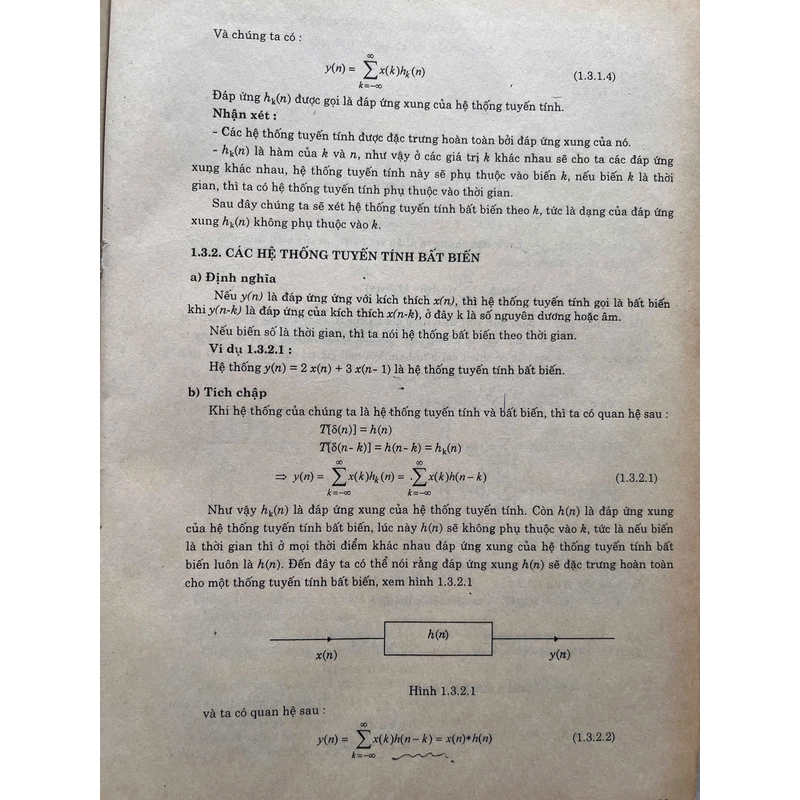 Và chúng ta có :
y(n) = ∞∑k=–∞ x(k)hk(n) (1.3.1.4)
Đáp ứng hk(n) được gọi là đáp ứng xung của hệ thống tuyến tính.
Nhận xét :
- Các hệ thống tuyến tính được đặc trưng hoàn toàn bởi đáp ứng xung của nó.
- hk(n) là hàm của k và n, như vậy ở các giá trị k khác nhau sẽ cho ta các đáp ứng
xung khác nhau, hệ thống tuyến tính này sẽ phụ thuộc vào biến k, nếu biến k là thời
gian, thì ta có hệ thống tuyến tính phụ thuộc vào thời gian.
Sau đây chúng ta sẽ xét hệ thống tuyến tính bất biến theo k, tức là dạng của đáp ứng
xung hk(n) không phụ thuộc vào k.
1.3.2. CÁC HỆ THỐNG TUYẾN TÍNH BẤT BIẾN
a) Định nghĩa
Nếu y(n) là đáp ứng ứng với kích thích x(n), thì hệ thống tuyến tính gọi là bất biến
khi y(n-k) là đáp ứng của kích thích x(n-k), ở đây k là số nguyên dương hoặc âm.
Nếu biến số là thời gian, thì ta nói hệ thống bất biến theo thời gian.
Ví dụ 1.3.2.1 :
Hệ thống y(n) = 2 x(n) + 3 x(n- 1) là hệ thống tuyến tính bất biến.
b) Tích chập
Khi hệ thống của chúng ta là hệ thống tuyến tính và bất biến, thì ta có quan hệ sau :
T[δ(n)] = h(n)
T[δ(n- k)] = h(n- k) = hk(n)
⇒ y(n) = ∞∑k=–∞ x(k)hk(n) = ∞∑k=–∞ x(k)h(n – k) (1.3.2.1)
Như vậy hk(n) là đáp ứng xung của hệ thống tuyến tính. Còn h(n) là đáp ứng xung
của hệ thống tuyến tính bất biến, lúc này h(n) sẽ không phụ thuộc vào k, tức là nếu biến
là thời gian thì ở mọi thời điểm khác nhau đáp ứng xung của hệ thống tuyến tính bất
biến luôn là h(n). Đến đây ta có thể nói rằng đáp ứng xung h(n) sẽ đặc trưng hoàn toàn
cho một thống tuyến tính bất biến, xem hình 1.3.2.1
h(n)
x(n) y(n)
Hình 1.3.2.1
và ta có quan hệ sau :
y(n) = ∞∑k=–∞ x(k)h(n – k) = x(n)*h(n) (1.3.2.2)